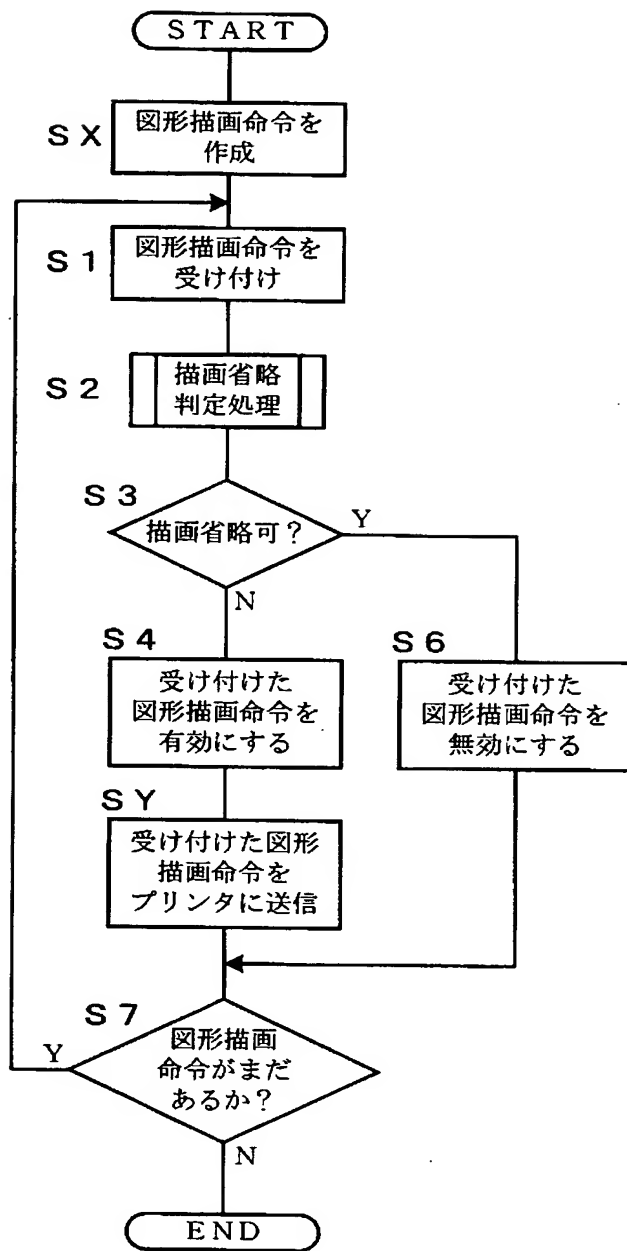 START
SX
図形描画命令を
作成
S1
図形描画命令を
受け付け
S2
描画省略
判定処理
S3
描画省略可？
Y
N
S4
受け付けた
図形描画命令を
有効にする
S6
受け付けた
図形描画命令を
無効にする
SY
受け付けた図形
描画命令を
プリンタに送信
S7
図形描画
命令がまだ
あるか？
Y
N
END